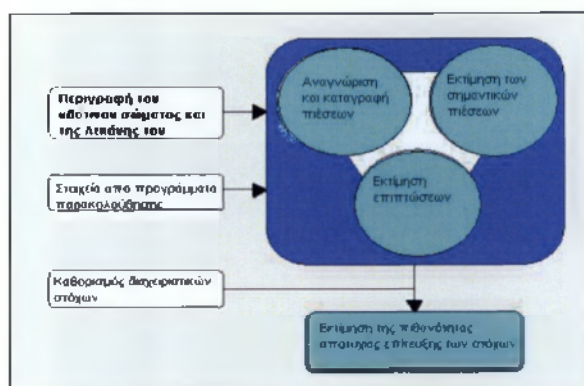 Αναγνώριση
και καταγραφή
πιέσεων
Εκτίμηση των
σημαντικών
πιέσεων
Εκτίμηση
επιπτώσεων
Περιγραφή του
υδατινου σώματος και
της Λεκάνης του
Στοιχεία από προγράμματα
παρακολούθησης
Καθορισμός διαχειριστικών
στόχων
Εκτίμηση της πιθανότητας
αποτυχίας επίτευξης των στόχων